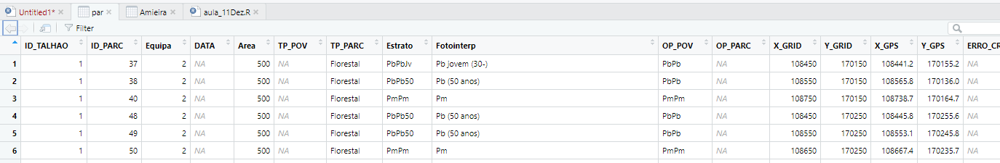 Untitled1* par Amieira aula_11Dez.R
Filter
ID_TALHAO ID_PARC Equipa DATA Area TP_POV TP_PARC Estrato Fotointerp OP_POV OP_PARC X_GRID Y_GRID X_GPS Y_GPS ERRO_CR
1 1 37 2 NA 500 NA Florestal PbPbJv Pb jovem (30-) PbPb NA 108450 170150 108441.2 170155.2 NA
2 1 38 2 NA 500 NA Florestal PbPb50 Pb (50 anos) PbPb NA 108550 170150 108565.8 170136.0 NA
3 1 40 2 NA 500 NA Florestal PmPm Pm PmPm NA 108750 170150 108738.7 170164.7 NA
4 1 48 2 NA 500 NA Florestal PbPb50 Pb (50 anos) PbPb NA 108450 170250 108445.8 170255.6 NA
5 1 49 2 NA 500 NA Florestal PbPb50 Pb (50 anos) PbPb NA 108550 170250 108553.1 170245.8 NA
6 1 50 2 NA 500 NA Florestal PmPm Pm PmPm NA 108650 170250 108667.4 170235.7 NA